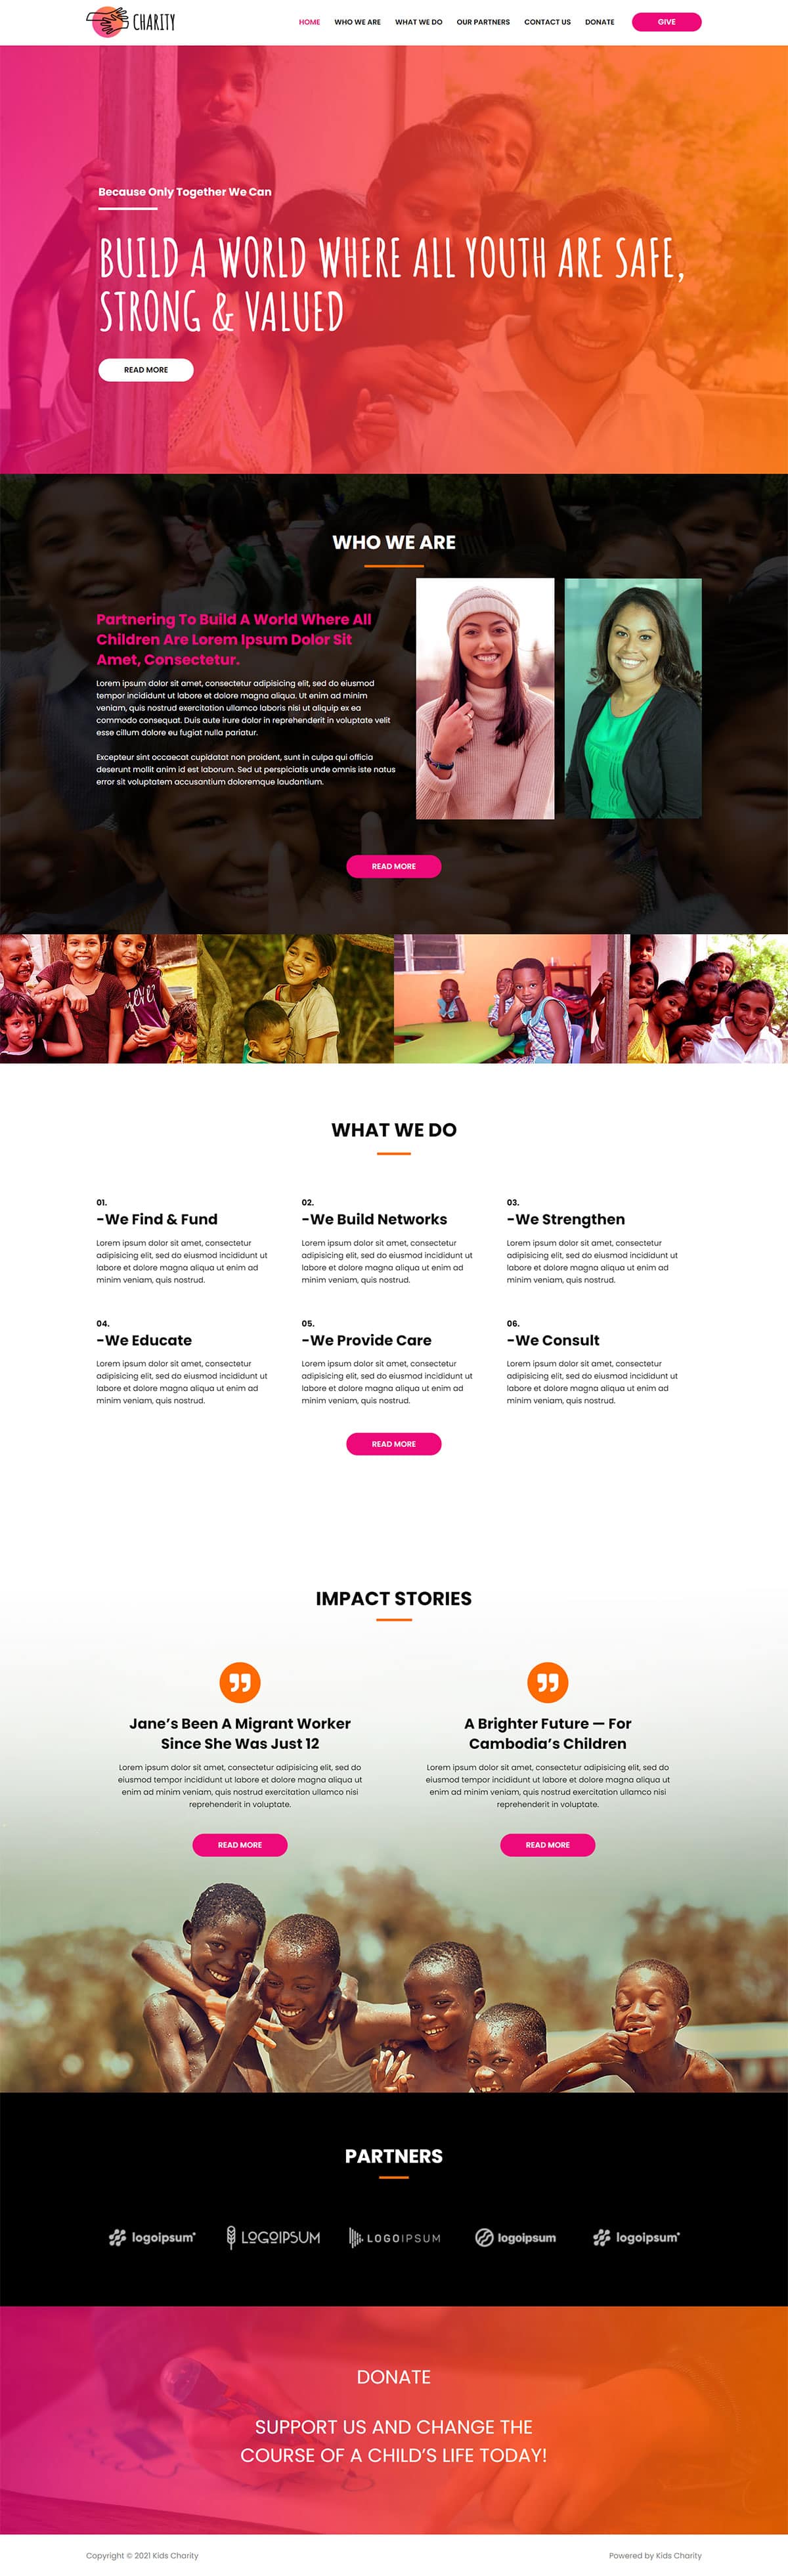 CHARITY
HOME WHO WE ARE WHAT WE DO OUR PARTNERS CONTACT US DONATE GIVE
Because Only Together We Can
BUILD A WORLD WHERE ALL YOUTH ARE SAFE,
STRONG & VALUED
READ MORE
WHO WE ARE
Partnering To Build A World Where All
Children Are Lorem Ipsum Dolor Sit
Amet, Consectetur.
Lorem ipsum dolor sit amet, consectetur adipisicing elit, sed do eiusmod
tempor incididunt ut labore et dolore magna aliqua. Ut enim ad minim
veniam, quis nostrud exercitation ullamco laboris nisi ut aliquip ex ea
commodo consequat. Duis aute irure dolor in reprehenderit in voluptate velit
esse cillum dolore eu fugiat nulla pariatur.
Excepteur sint occaecat cupidatat non proident, sunt in culpa qui officia
deserunt mollit anim id est laborum. Sed ut perspiciatis unde omnis iste natus
error sit voluptatem accusantium doloremque laudantium.
READ MORE
WHAT WE DO
01.
-We Find & Fund
Lorem ipsum dolor sit amet, consectetur
adipisicing elit, sed do eiusmod incididunt ut
labore et dolore magna aliqua ut enim ad
minim veniam, quis nostrud.
02.
-We Build Networks
Lorem ipsum dolor sit amet, consectetur
adipisicing elit, sed do eiusmod incididunt ut
labore et dolore magna aliqua ut enim ad
minim veniam, quis nostrud.
03.
-We Strengthen
Lorem ipsum dolor sit amet, consectetur
adipisicing elit, sed do eiusmod incididunt ut
labore et dolore magna aliqua ut enim ad
minim veniam, quis nostrud.
04.
-We Educate
Lorem ipsum dolor sit amet, consectetur
adipisicing elit, sed do eiusmod incididunt ut
labore et dolore magna aliqua ut enim ad
minim veniam, quis nostrud.
05.
-We Provide Care
Lorem ipsum dolor sit amet, consectetur
adipisicing elit, sed do eiusmod incididunt ut
labore et dolore magna aliqua ut enim ad
minim veniam, quis nostrud.
06.
-We Consult
Lorem ipsum dolor sit amet, consectetur
adipisicing elit, sed do eiusmod incididunt ut
labore et dolore magna aliqua ut enim ad
minim veniam, quis nostrud.
READ MORE
IMPACT STORIES
Jane’s Been A Migrant Worker
Since She Was Just 12
Lorem ipsum dolor sit amet, consectetur adipisicing elit, sed do
eiusmod tempor incididunt ut labore et dolore magna aliqua ut
enim ad minim veniam, quis nostrud exercitation ullamco nisi
reprehenderit in voluptate.
READ MORE
A Brighter Future — For
Cambodia’s Children
Lorem ipsum dolor sit amet, consectetur adipisicing elit, sed do
eiusmod tempor incididunt ut labore et dolore magna aliqua ut
enim ad minim veniam, quis nostrud exercitation ullamco nisi
reprehenderit in voluptate.
READ MORE
PARTNERS
logoipsum LOGOIPSUM LOGOIPSUM logoipsum logoipsum
DONATE
SUPPORT US AND CHANGE THE
COURSE OF A CHILD’S LIFE TODAY!
Copyright © 2021 Kids Charity
Powered by Kids Charity